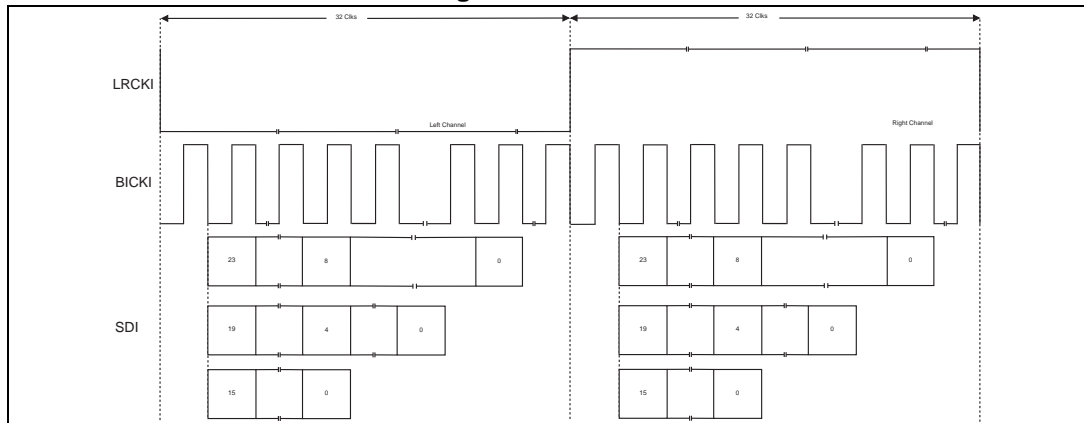 32 Clks 32 Clks
LRCKI
Left Channel Right Channel
BICKI
23 8 0 23 8 0
SDI
19 4 0 19 4 0
15 0 15 0